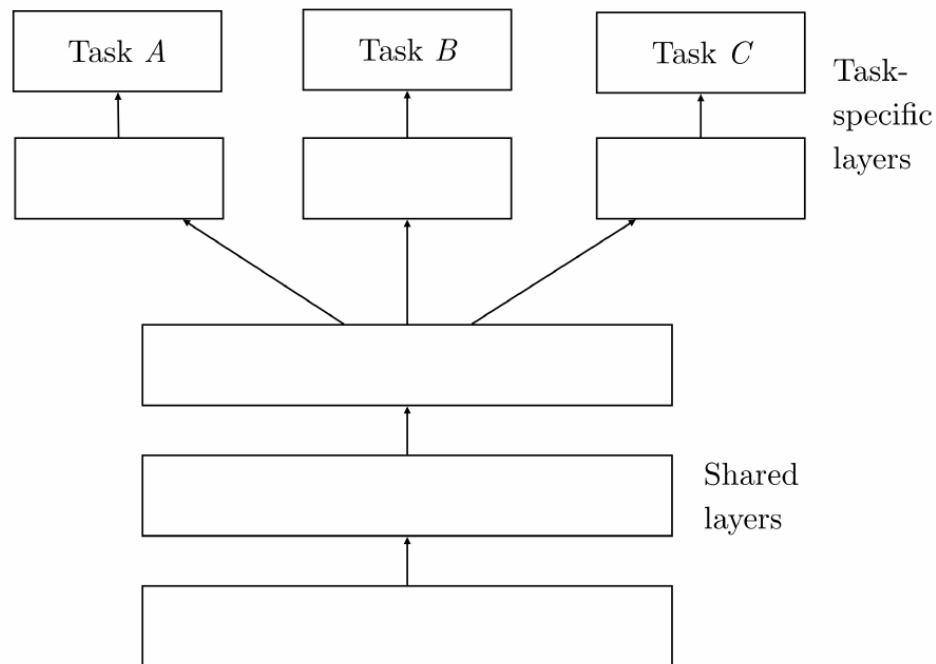 Task A
Task B
Task C
Task-
specific
layers
Shared
layers